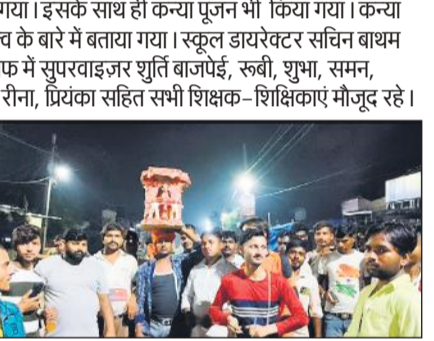 गया। इसके साथ ही कन्या पूजन भी किया गया। कन्या
के बारे में बताया गया। स्कूल डायरेक्टर सचिन बाथम
में सुपरवाइज़र शुर्ति बाजपेई, रूबी, शुभा, समन,
रीना, प्रियंका सहित सभी शिक्षक-शिक्षिकाएं मौजूद रहे।